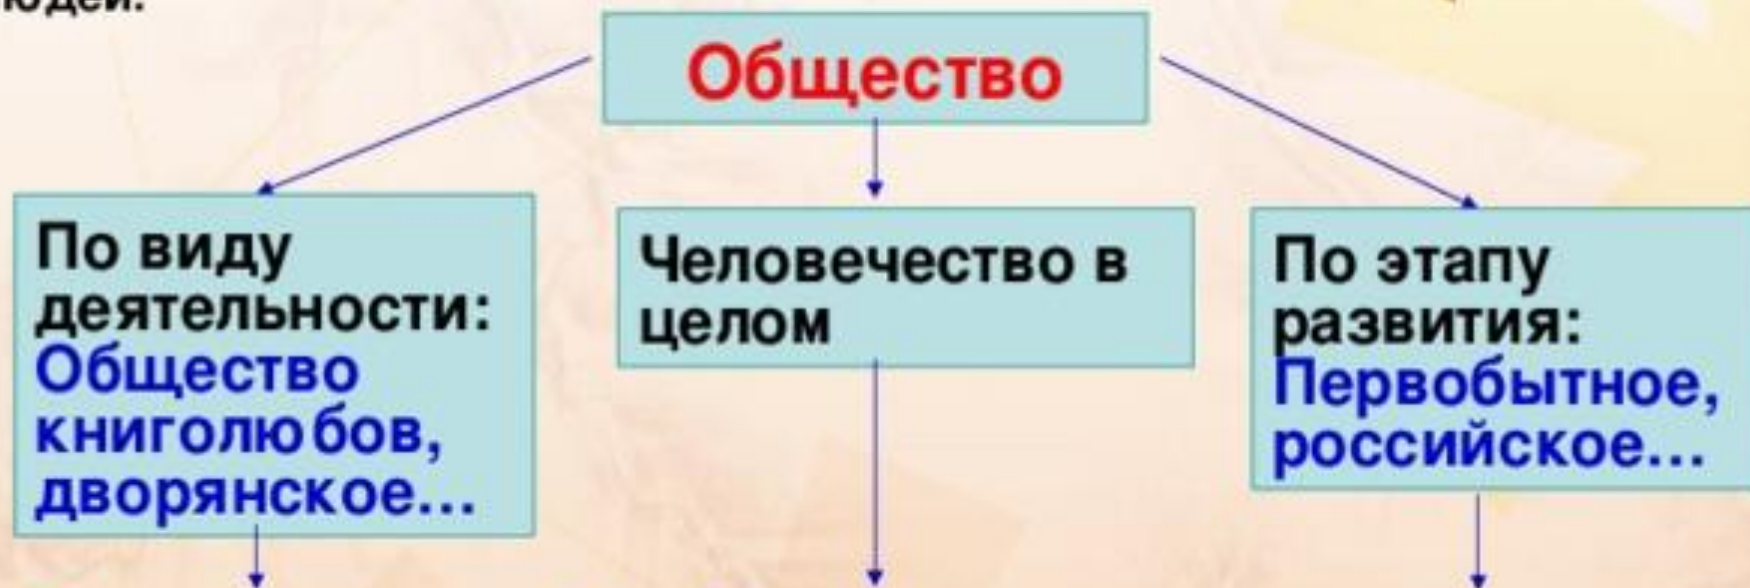 Общество
По виду
деятельности:
Общество
книголюбов,
дворянское...
Человечество в
целом
По этапу
развития:
Первобытное,
российское...